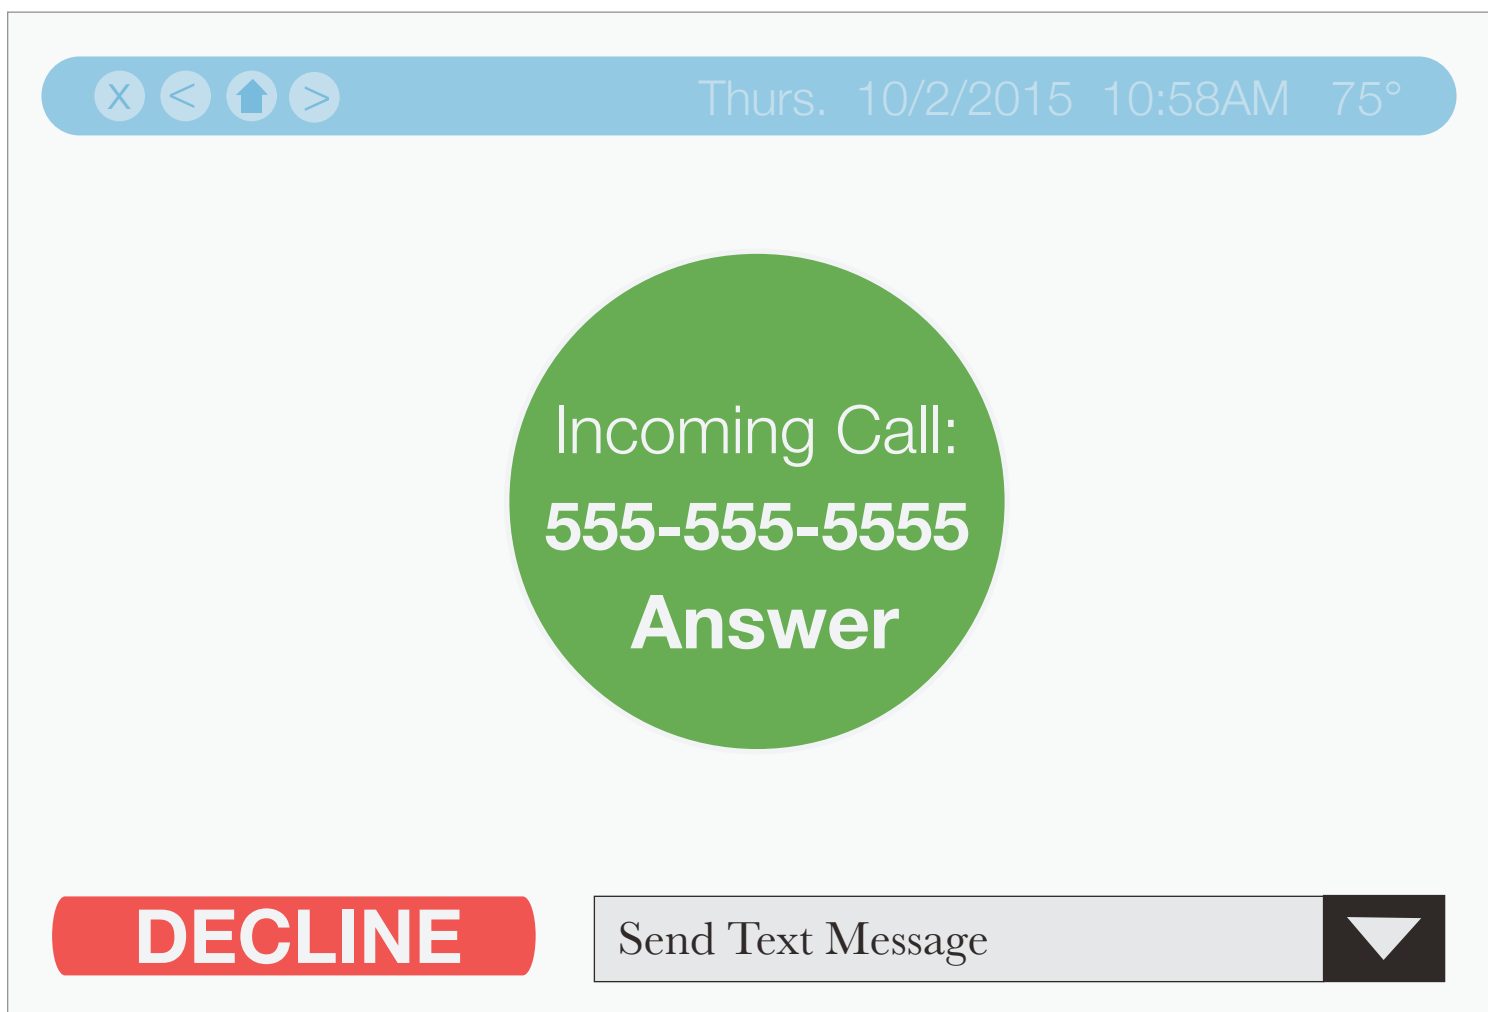 X < > Thurs. 10/2/2015 10:58AM 75°
Incoming Call:
555-555-5555
Answer
DECLINE
Send Text Message